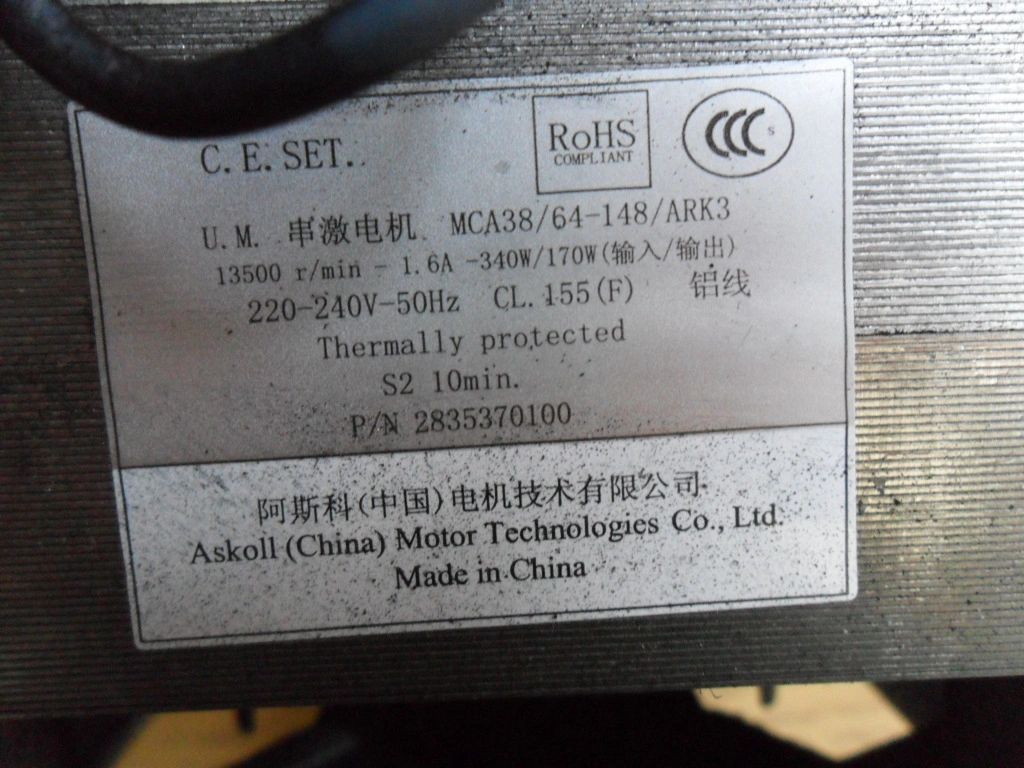 C.E.SET.
RoHS
COMPLIANT
CCC S
U.M. 串激电机 MCA38/64-148/ARK3
13500 r/min - 1.6A -340W/170W(输入/输出)
220-240V-50Hz CL.155(F) 铝线
Thermally protected
S2 10min.
P/N 2835370100
阿斯科(中国)电机技术有限公司
Askoll (China) Motor Technologies Co., Ltd.
Made in China